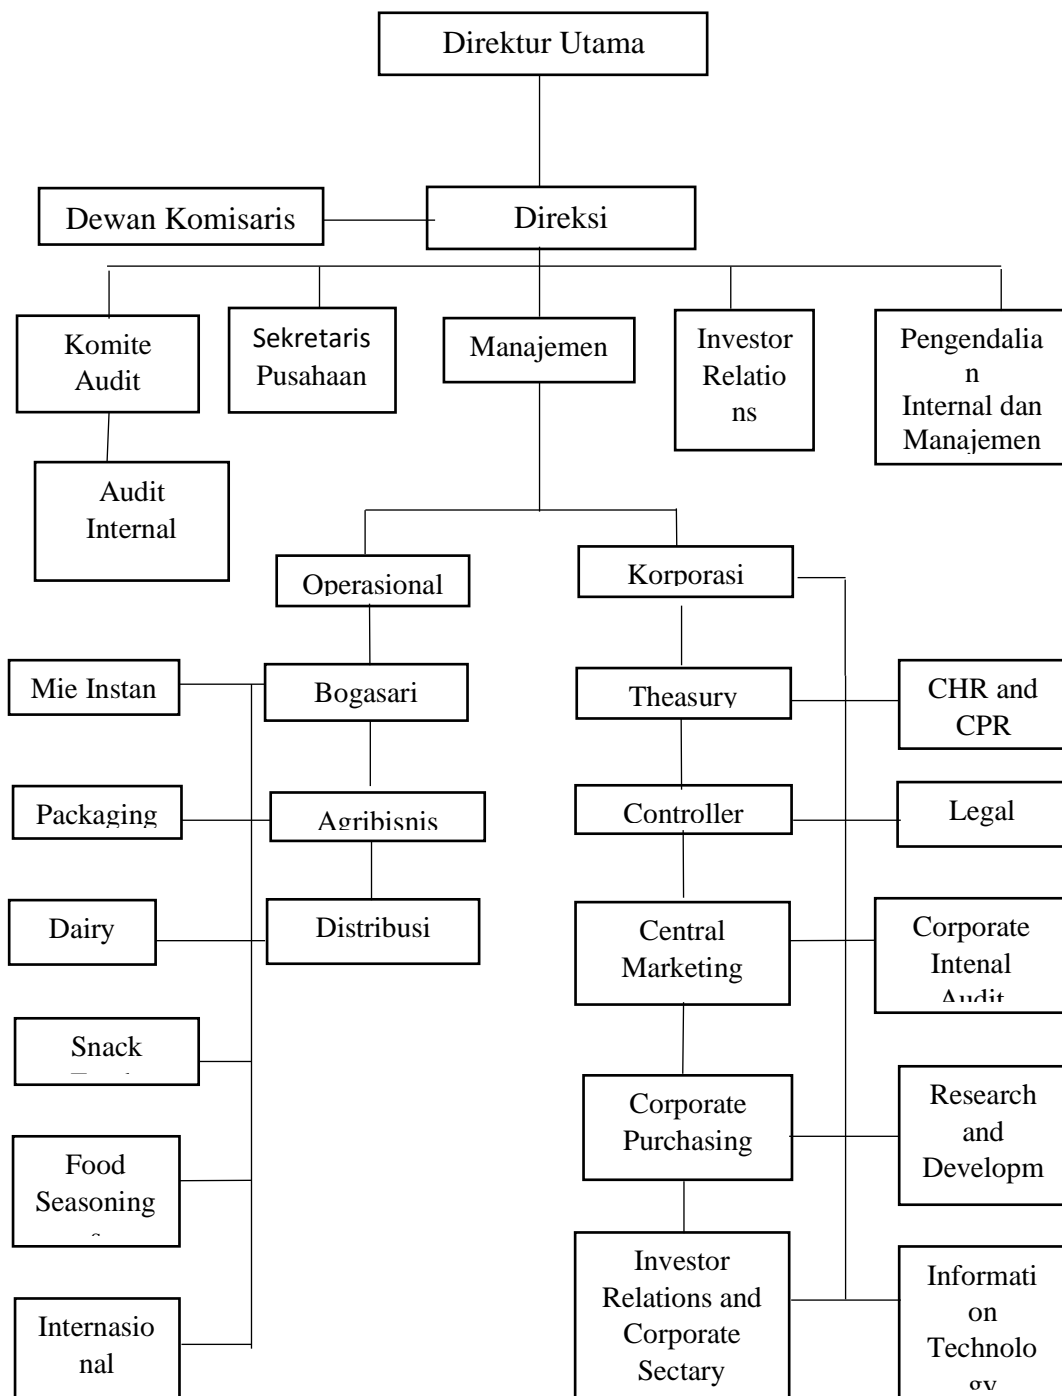 Direktur Utama
Dewan Komisaris
Direksi
Komite
Audit
Sekretaris
Pusahaan
Manajemen
Investor
Relatio
ns
Pengendalia
n
Internal dan
Manajemen
Audit
Internal
Operasional
Korporasi
Mie Instan
Bogasari
Theasury
CHR and
CPR
Packaging
Agribisnis
Controller
Legal
Dairy
Distribusi
Central
Marketing
Corporate
Intenal
Audit
Snack
Corporate
Purchasing
Research
and
Developm
Food
Seasoning
s
Investor
Relations and
Corporate
Sectary
Informati
on
Technolo
gy
Internasio
nal